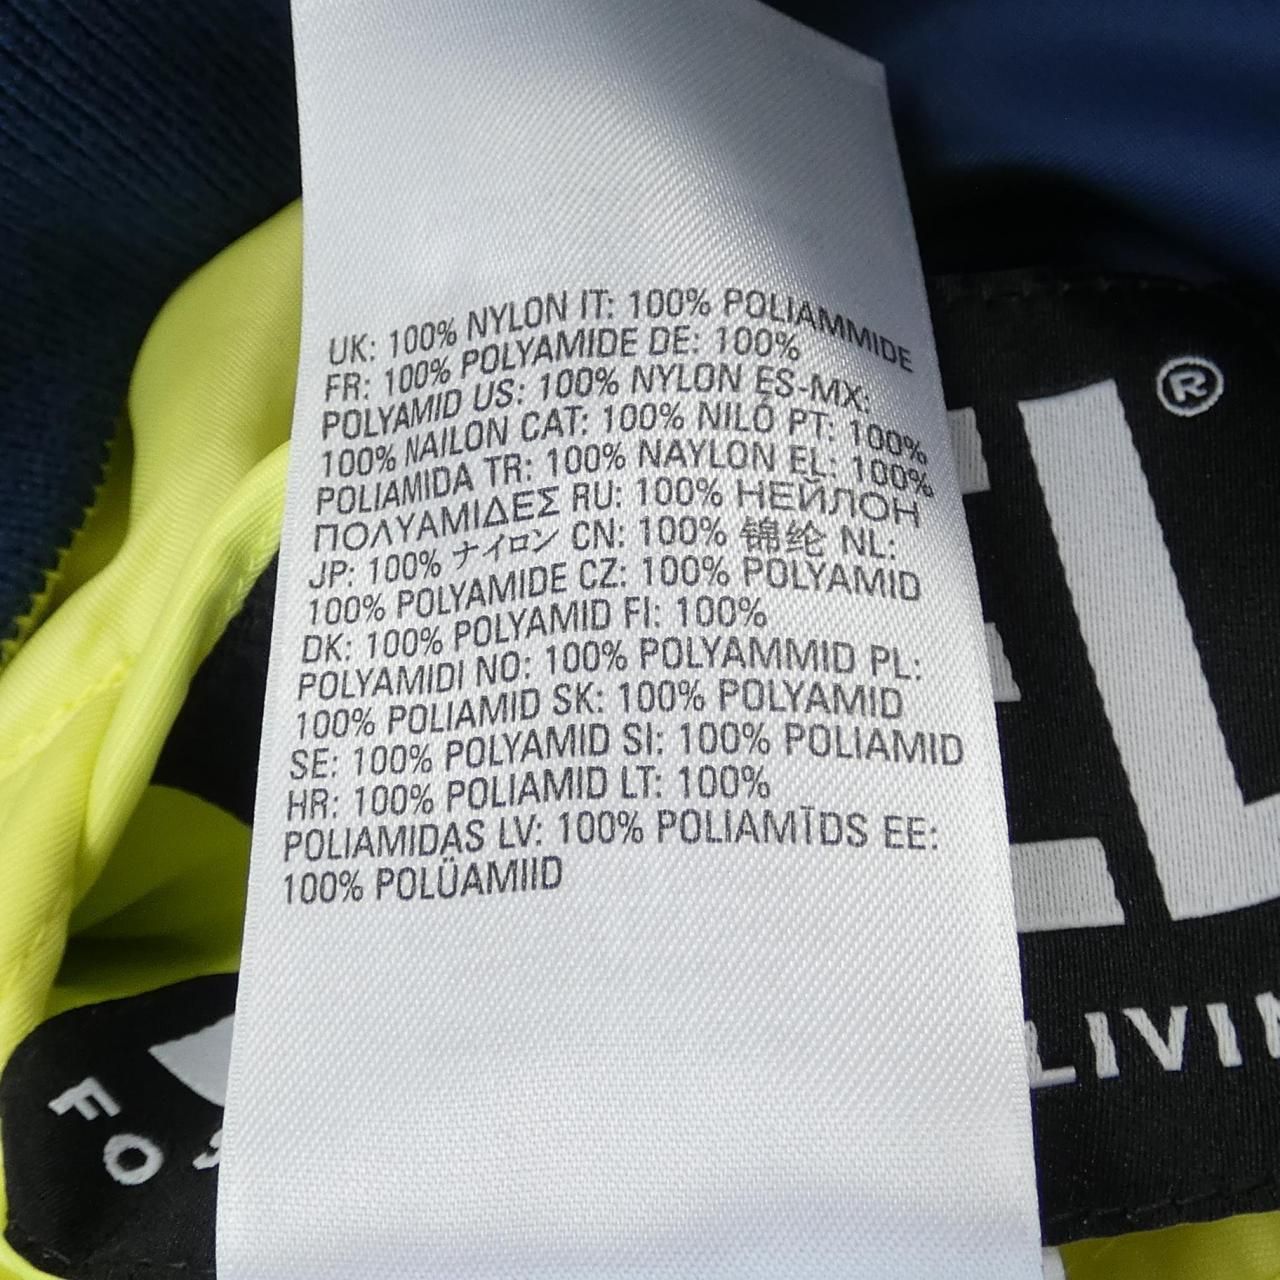 UK: 100% NYLON IT: 100% POLIAMMIDE
FR: 100% POLYAMIDE DE: 100%
POLYAMID US: 100% NYLON ES-MX:
100% NAILON CAT: 100% NILÓ PT: 100%
POLIAMIDA TR: 100% NAYLON EL: 100%
ΠΟΛΥΑΜΙΔΕΣ RU: 100% НЕЙЛОН
JP: 100% ナイロン CN: 100% 锦纶 NL:
100% POLYAMIDE CZ: 100% POLYAMID
DK: 100% POLYAMID FI: 100%
POLYAMIDI NO: 100% POLYAMMID PL:
100% POLIAMID SK: 100% POLYAMID
SE: 100% POLYAMID SI: 100% POLIAMID
HR: 100% POLIAMID LT: 100%
POLIAMIDAS LV: 100% POLIAMĪDS EE:
100% POLÜAMIID
EL®
FO
LIVIN